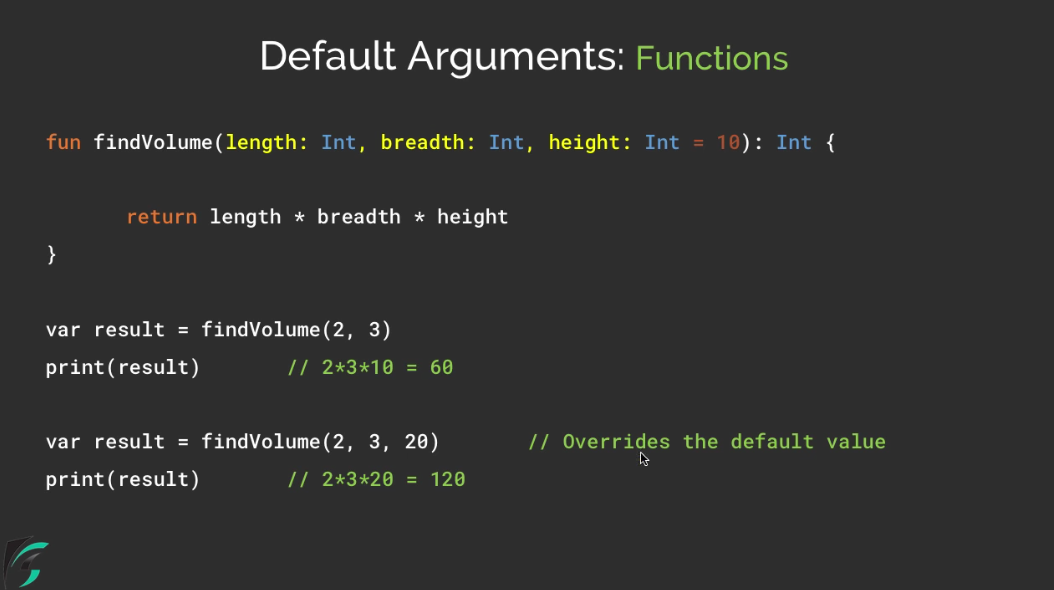 Default Arguments: Functions
fun findVolume(length: Int, breadth: Int, height: Int = 10): Int {
return length * breadth * height
}
var result = findVolume(2, 3)
print(result) // 2*3*10 = 60
var result = findVolume(2, 3, 20) // Overrides the default value
print(result) // 2*3*20 = 120